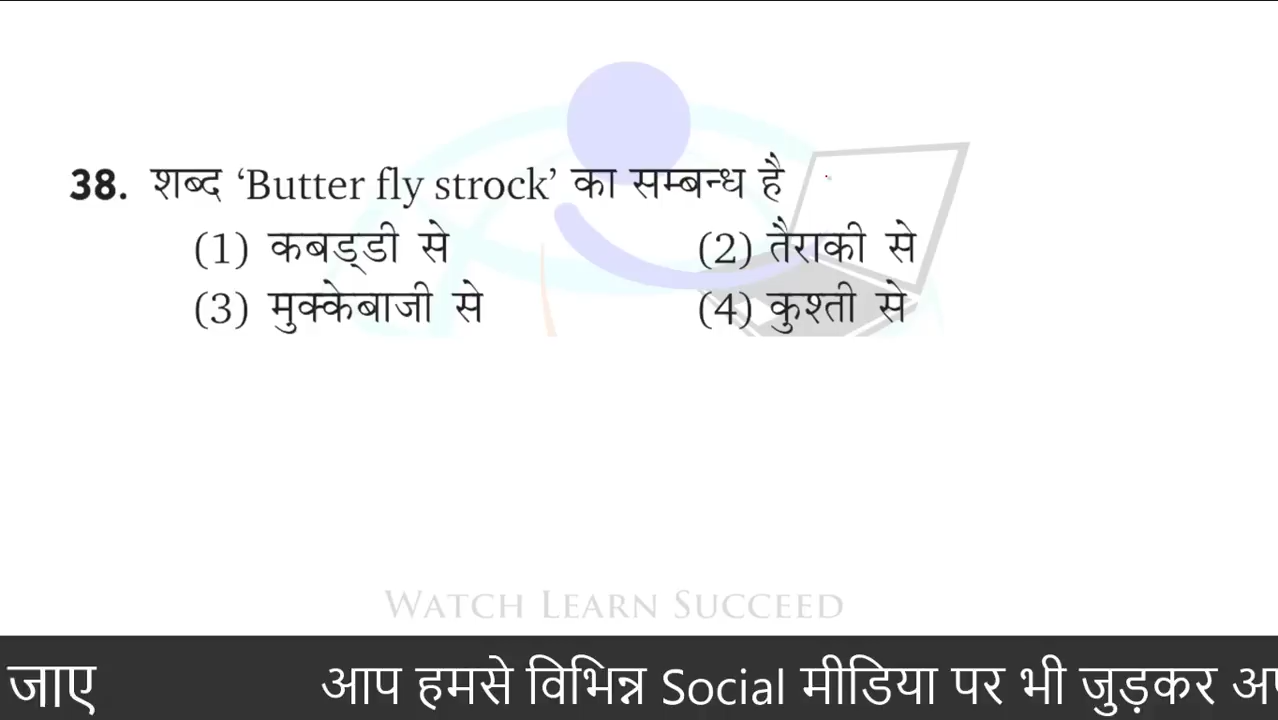 38. शब्द ‘Butter fly strock’ का सम्बन्ध है
(1) कबड्डी से (2) तैराकी से
(3) मुक्केबाजी से (4) कुश्ती से
WATCH LEARN SUCCEED
जाए आप हमसे विभिन्न Social मीडिया पर भी जुड़कर